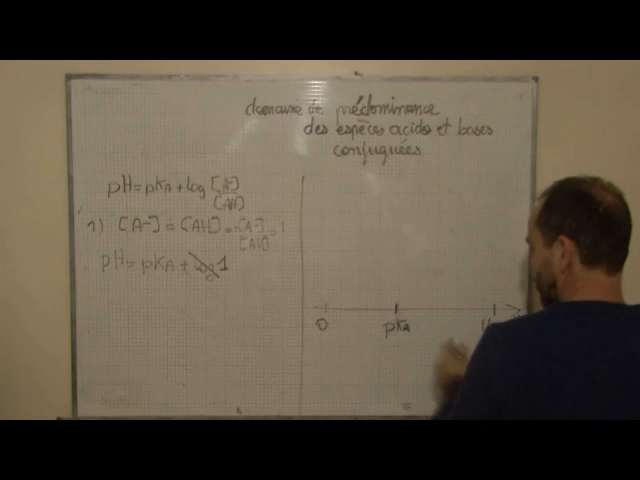 domaine de prédominance
des espèces acides et bases
conjuguées
pH = pKA + log [A-]/[AH]
1) [A-] = [AH] = [A-]/[AH] = 1
pH = pKA + log 1
0 pKA